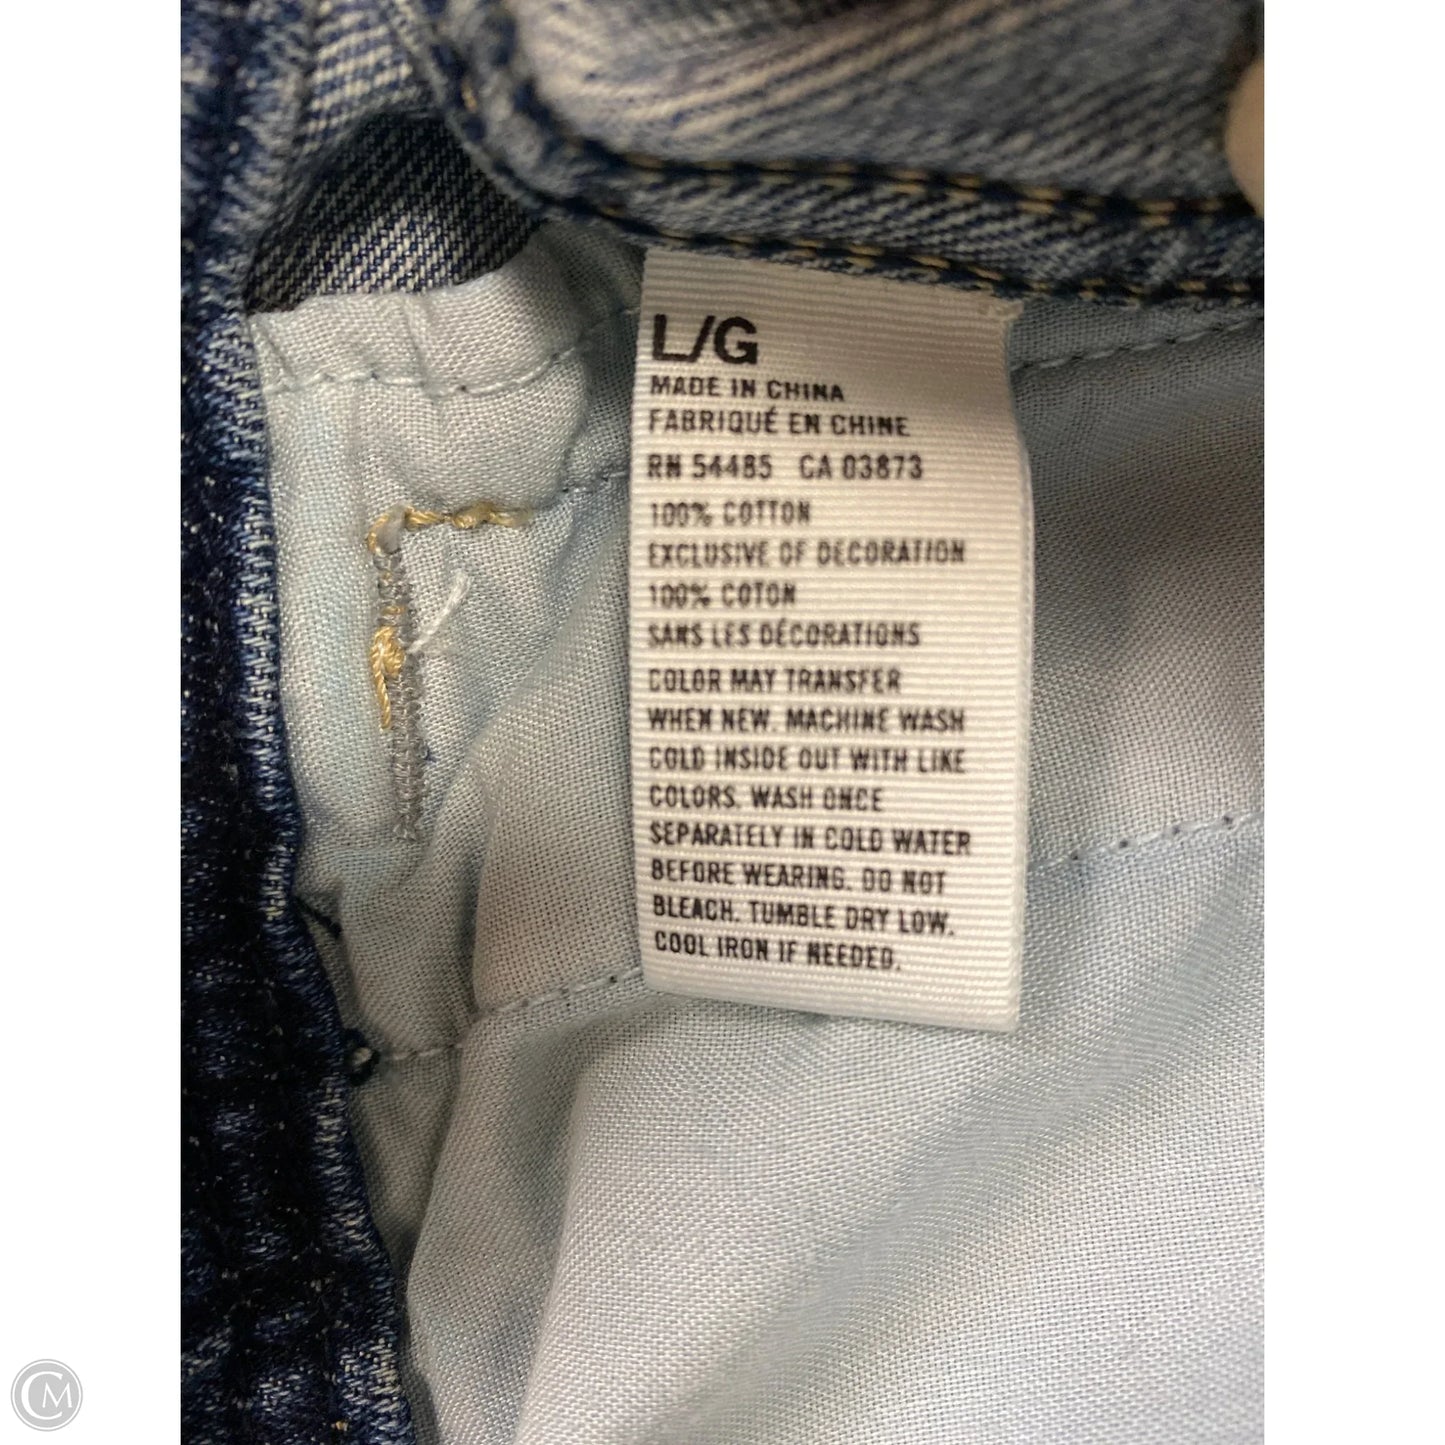 L/G
MADE IN CHINA
FABRIQUÉ EN CHINE
RN 54485 CA 03873
100% COTTON
EXCLUSIVE OF DECORATION
100% COTON
SANS LES DÉCORATIONS
COLOR MAY TRANSFER
WHEN NEW. MACHINE WASH
COLD INSIDE OUT WITH LIKE
COLORS. WASH ONCE
SEPARATELY IN COLD WATER
BEFORE WEARING. DO NOT
BLEACH. TUMBLE DRY LOW.
COOL IRON IF NEEDED.
CM